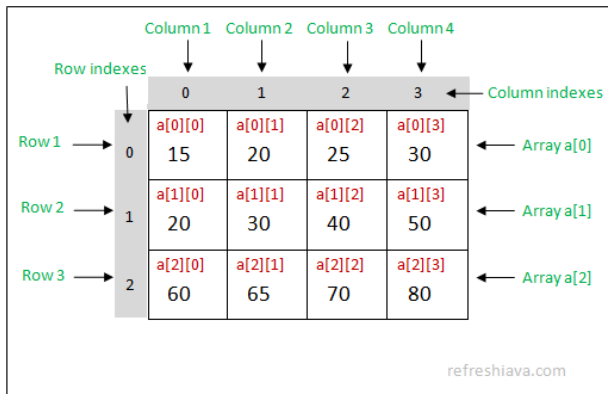 Column 1 Column 2 Column 3 Column 4
Row indexes
0 1 2 3 Column indexes
a[0][0] a[0][1] a[0][2] a[0][3]
Row 1 0 15 20 25 30 Array a[0]
a[1][0] a[1][1] a[1][2] a[1][3]
Row 2 1 20 30 40 50 Array a[1]
a[2][0] a[2][1] a[2][2] a[2][3]
Row 3 2 60 65 70 80 Array a[2]
refreshiava.com